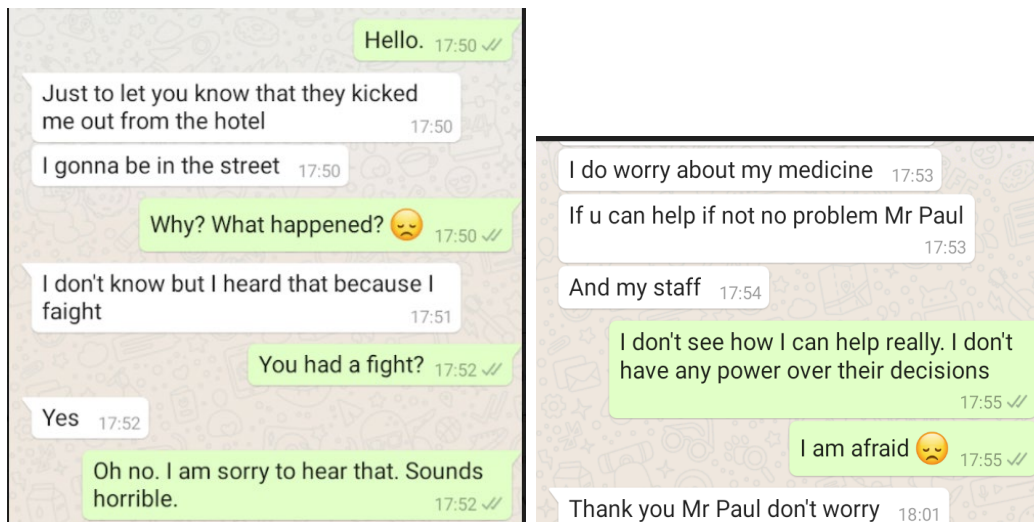 Hello. 17:50
Just to let you know that they kicked
me out from the hotel 17:50
I gonna be in the street 17:50
Why? What happened? 😞 17:50
I don't know but I heard that because I
faight 17:51
You had a fight? 17:52
Yes 17:52
Oh no. I am sorry to hear that. Sounds
horrible. 17:52
I do worry about my medicine 17:53
If u can help if not no problem Mr Paul
17:53
And my staff 17:54
I don't see how I can help really. I don't
have any power over their decisions
17:55
I am afraid 😞 17:55
Thank you Mr Paul don't worry 18:01